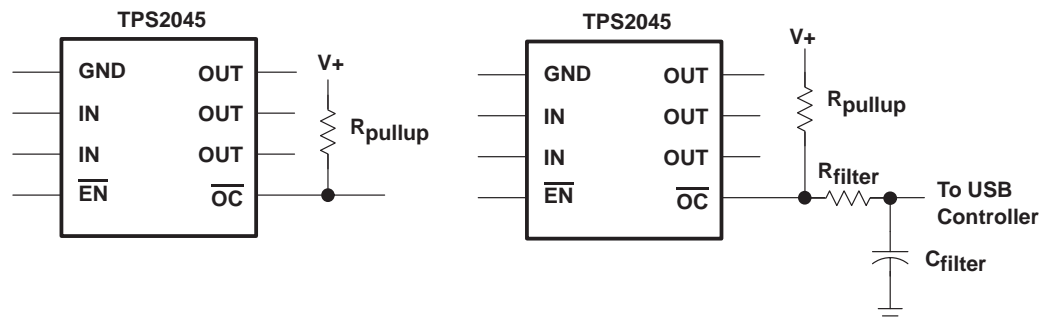 TPS2045
GND OUT
IN OUT
IN OUT
EN OC
V+
Rpullup
TPS2045
GND OUT
IN OUT
IN OUT
EN OC
V+
Rpullup
Rfilter
To USB
Controller
Cfilter